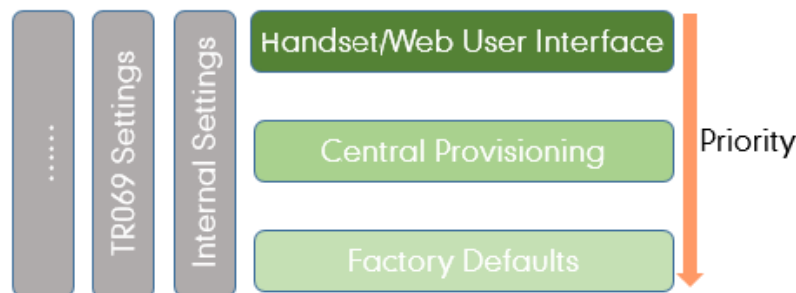 ......
TR069 Settings
Internal Settings
Handset/Web User Interface
Central Provisioning
Factory Defaults
Priority